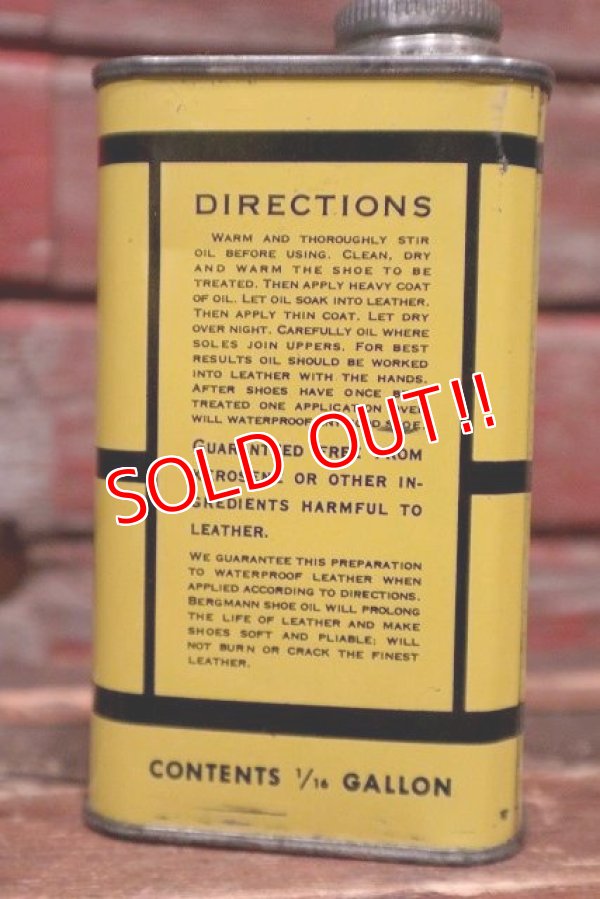 DIRECTIONS
WARM AND THOROUGHLY STIR
OIL BEFORE USING. CLEAN, DRY
AND WARM THE SHOE TO BE
TREATED. THEN APPLY HEAVY COAT
OF OIL. LET OIL SOAK INTO LEATHER.
THEN APPLY THIN COAT. LET DRY
OVER NIGHT. CAREFULLY OIL WHERE
SOLES JOIN UPPERS. FOR BEST
RESULTS OIL SHOULD BE WORKED
INTO LEATHER WITH THE HANDS.
AFTER SHOES HAVE ONCE
TREATED ONE APPLICATION
WILL WATERPROOF SHOE.
GUARANTEED FREE FROM
KEROSENE OR OTHER IN-
GREDIENTS HARMFUL TO
LEATHER.
WE GUARANTEE THIS PREPARATION
TO WATERPROOF LEATHER WHEN
APPLIED ACCORDING TO DIRECTIONS.
BERGMANN SHOE OIL WILL PROLONG
THE LIFE OF LEATHER AND MAKE
SHOES SOFT AND PLIABLE; WILL
NOT BURN OR CRACK THE FINEST
LEATHER.
CONTENTS 1/16 GALLON
SOLD OUT!!